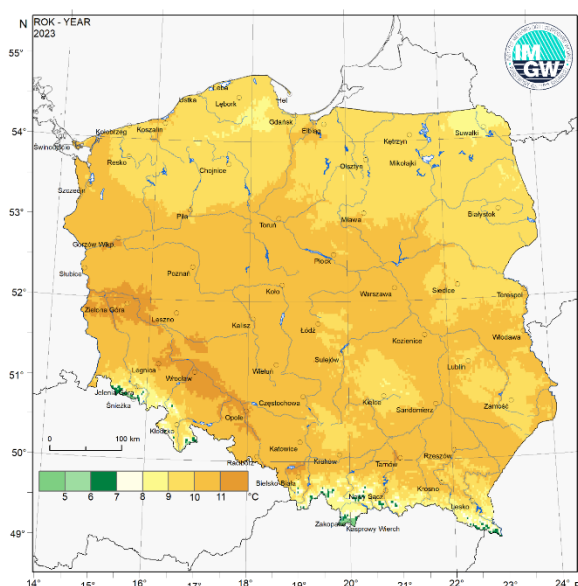 N
ROK - YEAR
2023
IM
GW
55°
54°
53°
52°
51°
50°
49°
Łeba
Ustka
Lębork
Hel
Gdańsk
Elbląg
Kętrzyn
Suwałki
Kołobrzeg
Koszalin
Świnoujście
Resko
Chojnice
Olsztyn
Mikołajki
Szczecin
Piła
Toruń
Mława
Białystok
Gorzów Wlkp
Słubice
Poznań
Koło
Płock
Warszawa
Siedlce
Terespol
Zielona Góra
Leszno
Kalisz
Łódź
Kozienice
Włodawa
Sulejów
Legnica
Wrocław
Wieluń
Lublin
Jelenia Góra
Śnieżka
Opole
Częstochowa
Kielce
Sandomierz
Zamość
Kłodzko
Racibórz
Katowice
Kraków
Tarnów
Rzeszów
Bielsko-Biała
Nowy Sącz
Krosno
Lesko
Zakopane
Kasprowy Wierch
0 100 km
5 6 7 8 9 10 11 °C
14° 15° 16° 17° 18° 19° 20° 21° 22° 23°